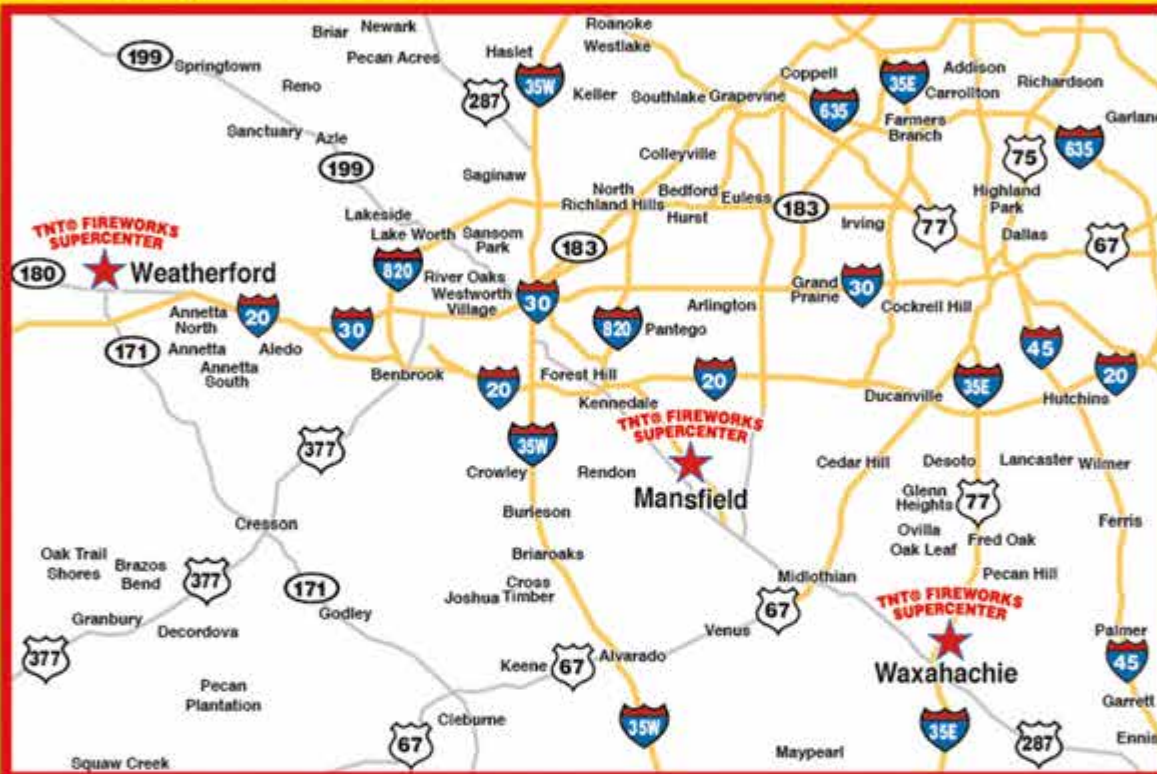 Roanoke
Newark
Briar
Westlake
Haslet
199
Pecan Acres
Springtown
Coppell
35E
Addison
Richardson
35W
Reno
287
Keller
Southlake
Grapevine
Carrollton
635
Garland
Farmers
Branch
Sanctuary
Azle
75
635
Colleyville
199
Saginaw
North
Richland Hills
Bedford
Euless
Hurst
183
Highland
Park
Lakeside
77
Irving
Dallas
TNT® FIREWORKS
SUPERCENTER
Lake Worth
Sansom
Park
183
67
180
Weatherford
820
River Oaks
Westworth
Village
30
Grand
Prairie
30
Arlington
Cockrell Hill
Annetta
North
20
30
820
Pantego
171
Annetta
Aledo
45
Annetta
South
Benbrook
20
Forest Hill
20
35E
20
Kennedale
Ducanville
Hutchins
TNT® FIREWORKS
SUPERCENTER
377
35W
Crowley
Rendon
Mansfield
Cedar Hill
Desoto
Lancaster
Wilmer
Glenn
Heights
77
Burleson
Cresson
Ferris
Ovilla
Oak Leaf
Fred Oak
Oak Trail
Shores
Brazos
Bend
377
Briaroaks
171
Cross
Timber
Joshua
Midlothian
Pecan Hill
TNT® FIREWORKS
SUPERCENTER
Granbury
Godley
67
Decordova
Venus
Palmer
377
Keene
67
Alvarado
Waxahachie
45
Pecan
Plantation
Garrett
Cleburne
35W
35E
67
287
Ennis
Maypearl
Squaw Creek